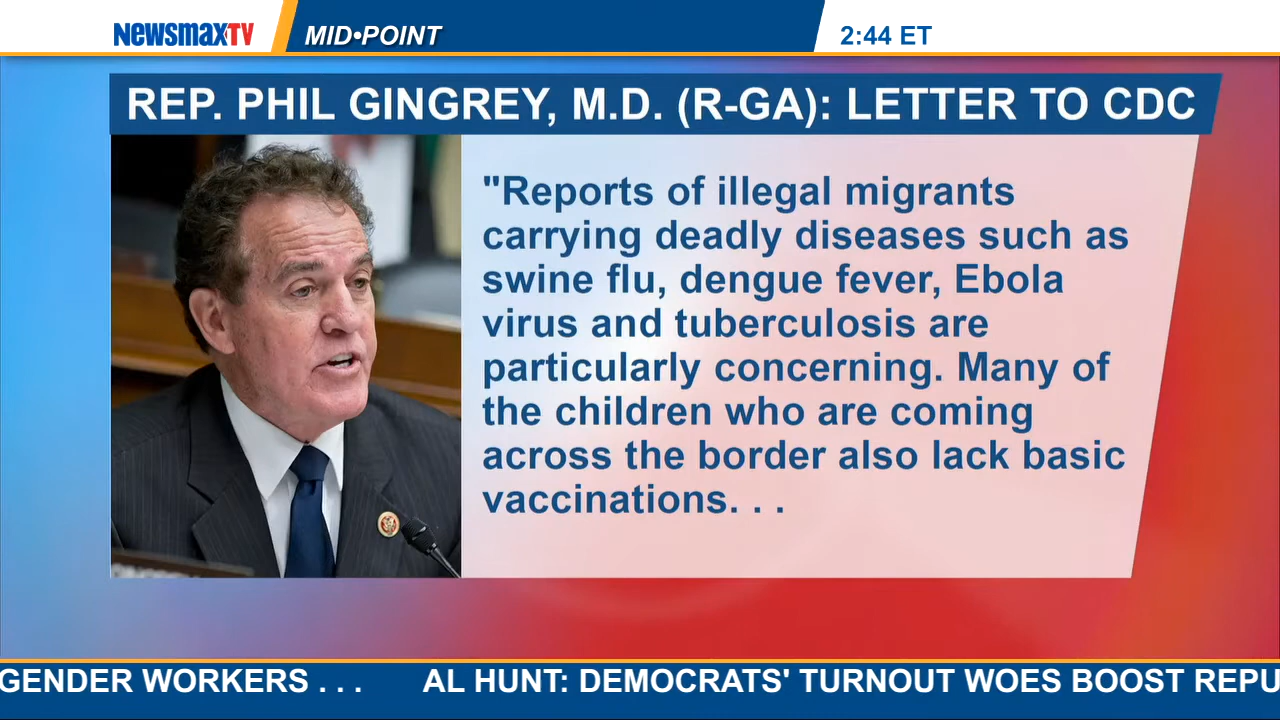 NEWSMAXTV
MID•POINT
2:44 ET
REP. PHIL GINGREY, M.D. (R-GA): LETTER TO CDC
"Reports of illegal migrants
carrying deadly diseases such as
swine flu, dengue fever, Ebola
virus and tuberculosis are
particularly concerning. Many of
the children who are coming
across the border also lack basic
vaccinations. . .
GENDER WORKERS . . . AL HUNT: DEMOCRATS' TURNOUT WOES BOOST REPU